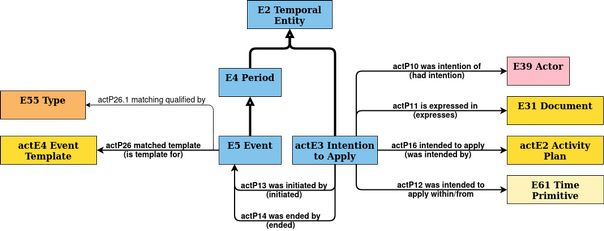 E2 Temporal
Entity
E4 Period
actP10 was intention of
(had intention)
E39 Actor
E55 Type
actP26.1 matching qualified by
actP11 is expressed in
(expresses)
E31 Document
actE4 Event
Template
actP26 matched template
(is template for)
E5 Event
actE3 Intention
to Apply
actP16 intended to apply
(was intended by)
actE2 Activity
Plan
actP13 was initiated by
(initiated)
actP12 was intended to
apply within/from
E61 Time
Primitive
actP14 was ended by
(ended)